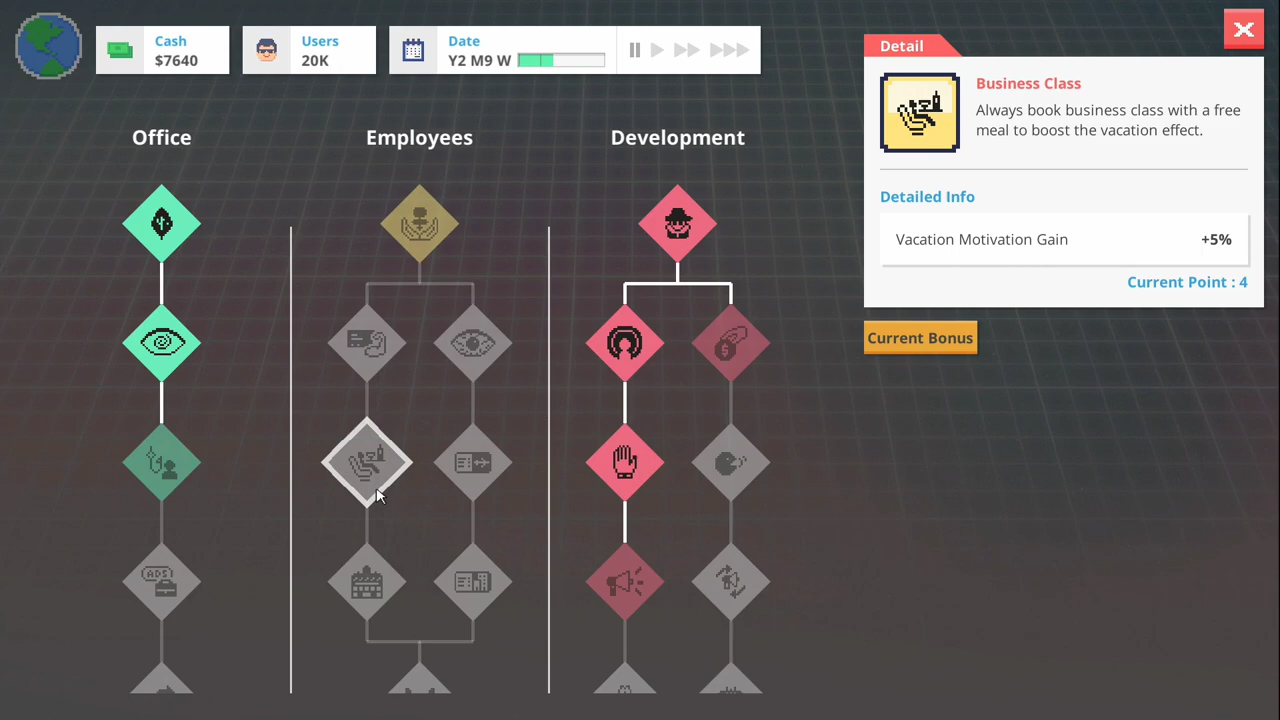 Cash
$7640
Users
20K
Date
Y2 M9 W
Office
Employees
Development
ADS
Detail
Business Class
Always book business class with a free
meal to boost the vacation effect.
Detailed Info
Vacation Motivation Gain +5%
Current Point : 4
Current Bonus